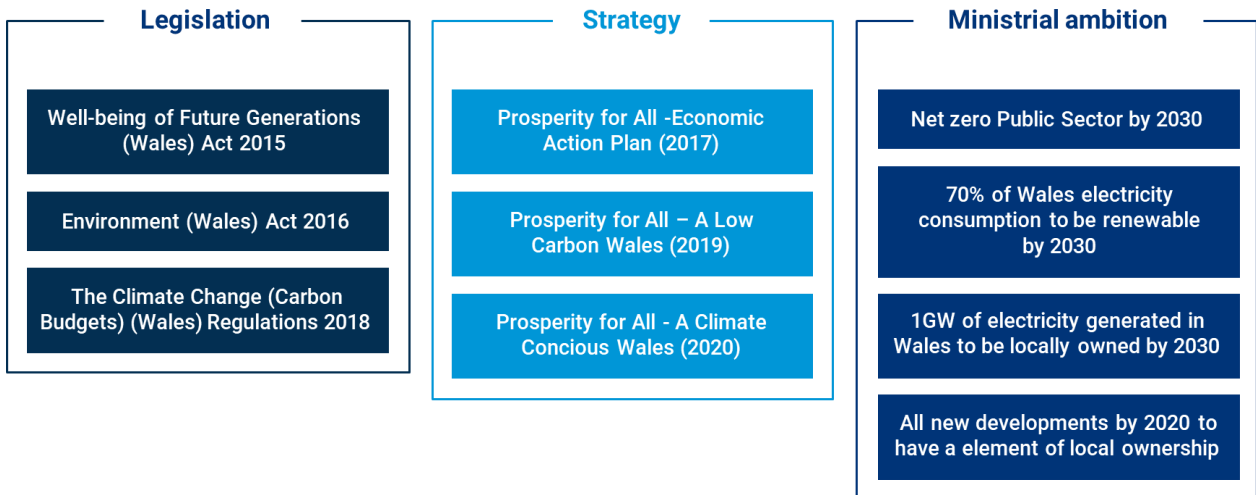 Legislation
Well-being of Future Generations
(Wales) Act 2015
Environment (Wales) Act 2016
The Climate Change (Carbon
Budgets) (Wales) Regulations 2018
Strategy
Prosperity for All -Economic
Action Plan (2017)
Prosperity for All – A Low
Carbon Wales (2019)
Prosperity for All - A Climate
Concious Wales (2020)
Ministrial ambition
Net zero Public Sector by 2030
70% of Wales electricity
consumption to be renewable
by 2030
1GW of electricity generated in
Wales to be locally owned by 2030
All new developments by 2020 to
have a element of local ownership